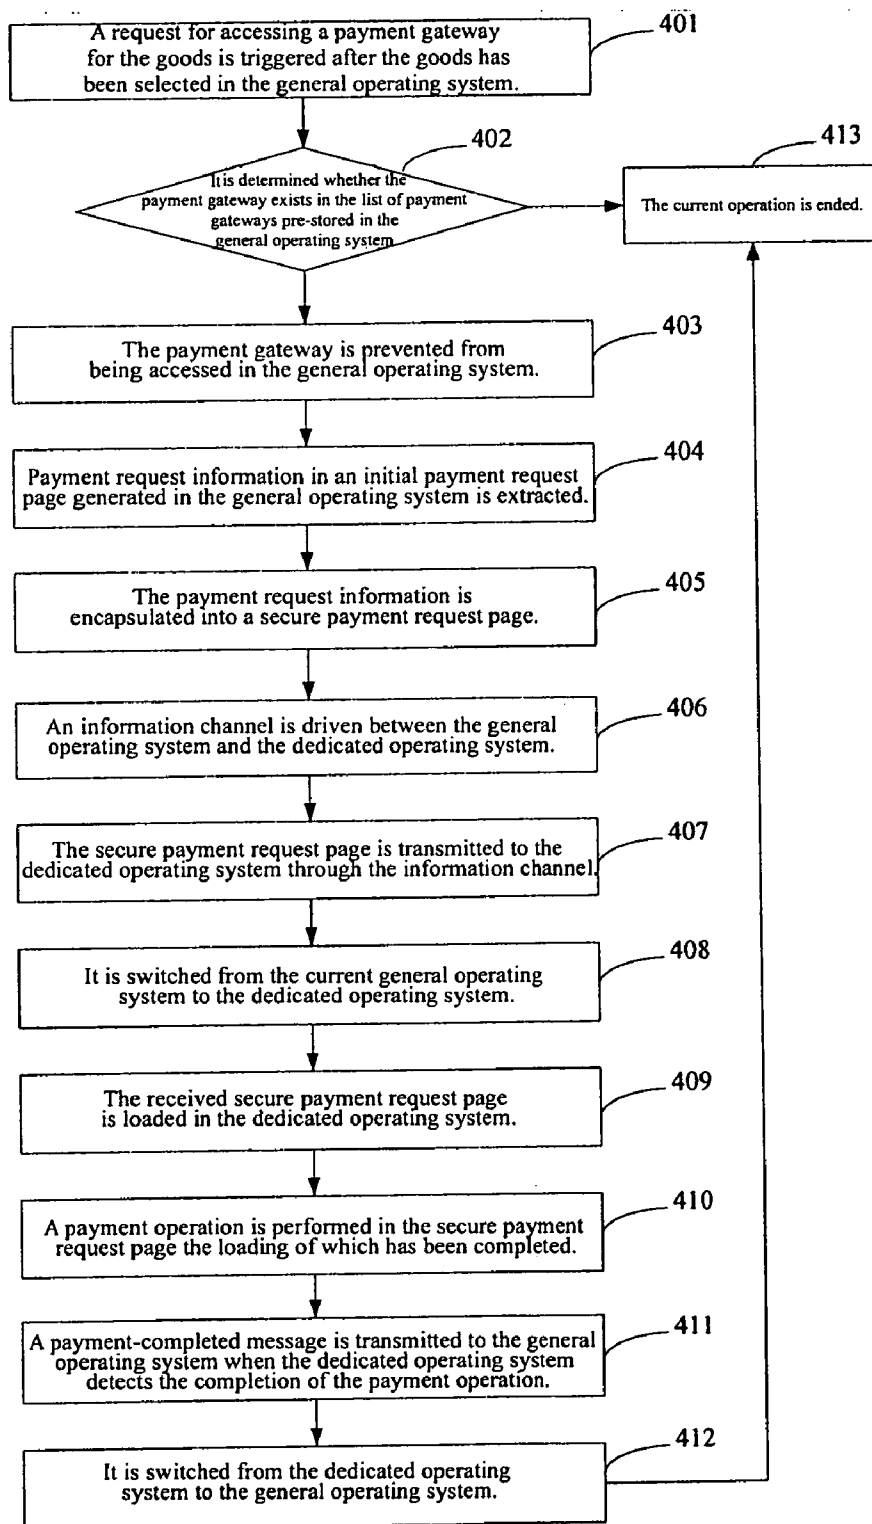 A request for accessing a payment gateway
for the goods is triggered after the goods has
been selected in the general operating system.
401
402
It is determined whether the
payment gateway exists in the list of payment
gateways pre-stored in the
general operating system
413
The current operation is ended.
403
The payment gateway is prevented from
being accessed in the general operating system.
404
Payment request information in an initial payment request
page generated in the general operating system is extracted.
405
The payment request information is
encapsulated into a secure payment request page.
406
An information channel is driven between the general
operating system and the dedicated operating system.
407
The secure payment request page is transmitted to the
dedicated operating system through the information channel.
408
It is switched from the current general operating
system to the dedicated operating system.
409
The received secure payment request page
is loaded in the dedicated operating system.
410
A payment operation is performed in the secure payment
request page the loading of which has been completed.
411
A payment-completed message is transmitted to the general
operating system when the dedicated operating system
detects the completion of the payment operation.
412
It is switched from the dedicated operating
system to the general operating system.